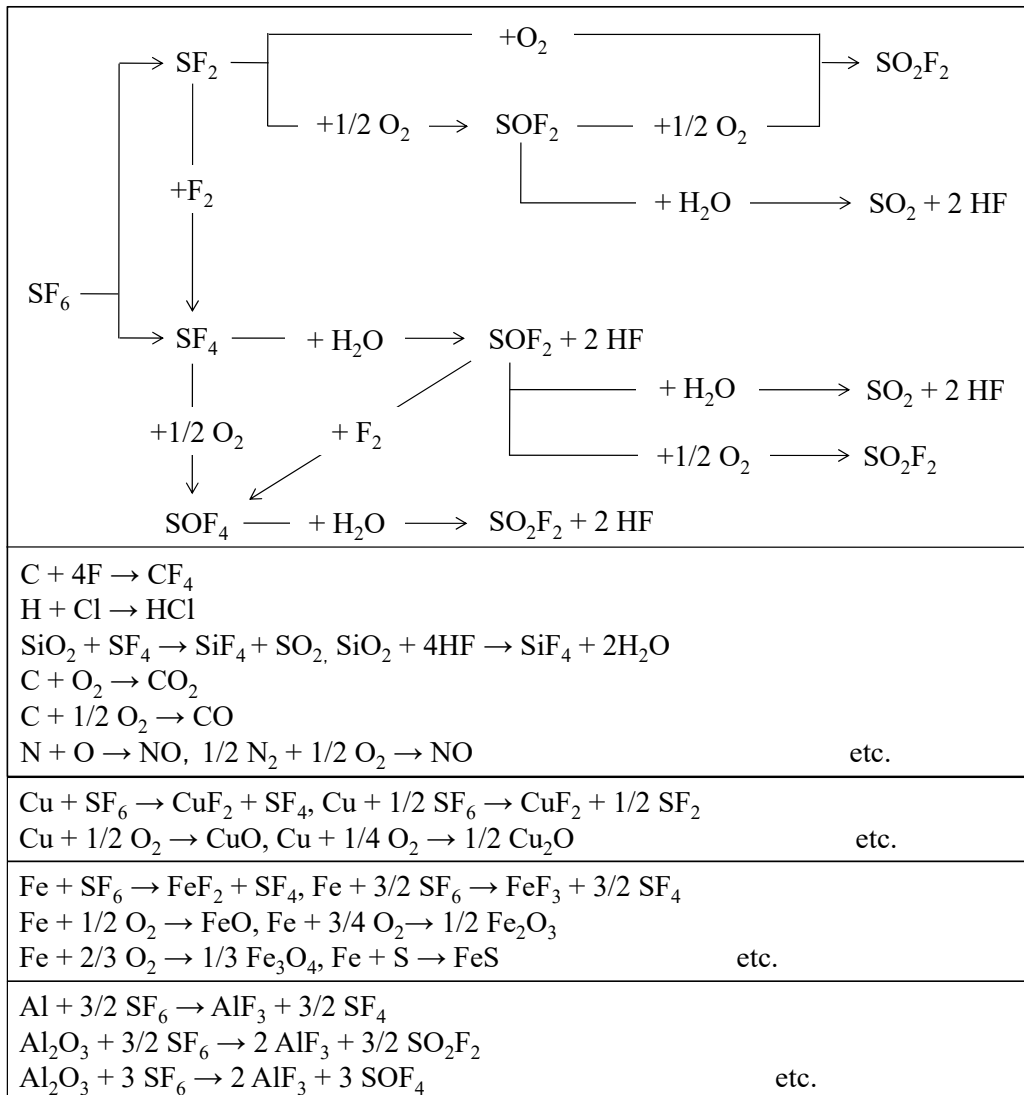 +O₂
SF₂ SO₂F₂
+1/2 O₂ SOF₂ +1/2 O₂
+F₂ + H₂O SO₂ + 2 HF
SF₆
SF₄ + H₂O SOF₂ + 2 HF
+ H₂O SO₂ + 2 HF
+1/2 O₂ + F₂
+1/2 O₂ SO₂F₂
SOF₄ + H₂O SO₂F₂ + 2 HF
C + 4F → CF₄
H + Cl → HCl
SiO₂ + SF₄ → SiF₄ + SO₂, SiO₂ + 4HF → SiF₄ + 2H₂O
C + O₂ → CO₂
C + 1/2 O₂ → CO
N + O → NO, 1/2 N₂ + 1/2 O₂ → NO etc.
Cu + SF₆ → CuF₂ + SF₄, Cu + 1/2 SF₆ → CuF₂ + 1/2 SF₂
Cu + 1/2 O₂ → CuO, Cu + 1/4 O₂ → 1/2 Cu₂O etc.
Fe + SF₆ → FeF₂ + SF₄, Fe + 3/2 SF₆ → FeF₃ + 3/2 SF₄
Fe + 1/2 O₂ → FeO, Fe + 3/4 O₂→ 1/2 Fe₂O₃
Fe + 2/3 O₂ → 1/3 Fe₃O₄, Fe + S → FeS etc.
Al + 3/2 SF₆ → AlF₃ + 3/2 SF₄
Al₂O₃ + 3/2 SF₆ → 2 AlF₃ + 3/2 SO₂F₂
Al₂O₃ + 3 SF₆ → 2 AlF₃ + 3 SOF₄ etc.